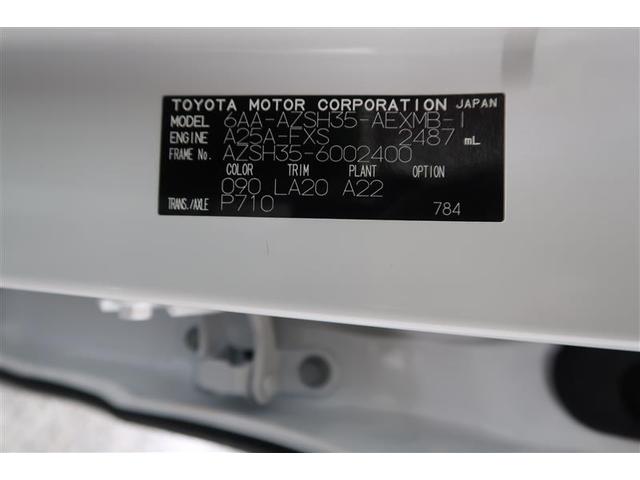 TOYOTA MOTOR CORPORATION JAPAN
MODEL 6AA-AZSH35-AEXMB-I
ENGINE A25A-FXS 2487 mL
FRAME No. AZSH35-6002400
COLOR TRIM PLANT OPTION
090 LA20 A22
TRANS./AXLE P710 784